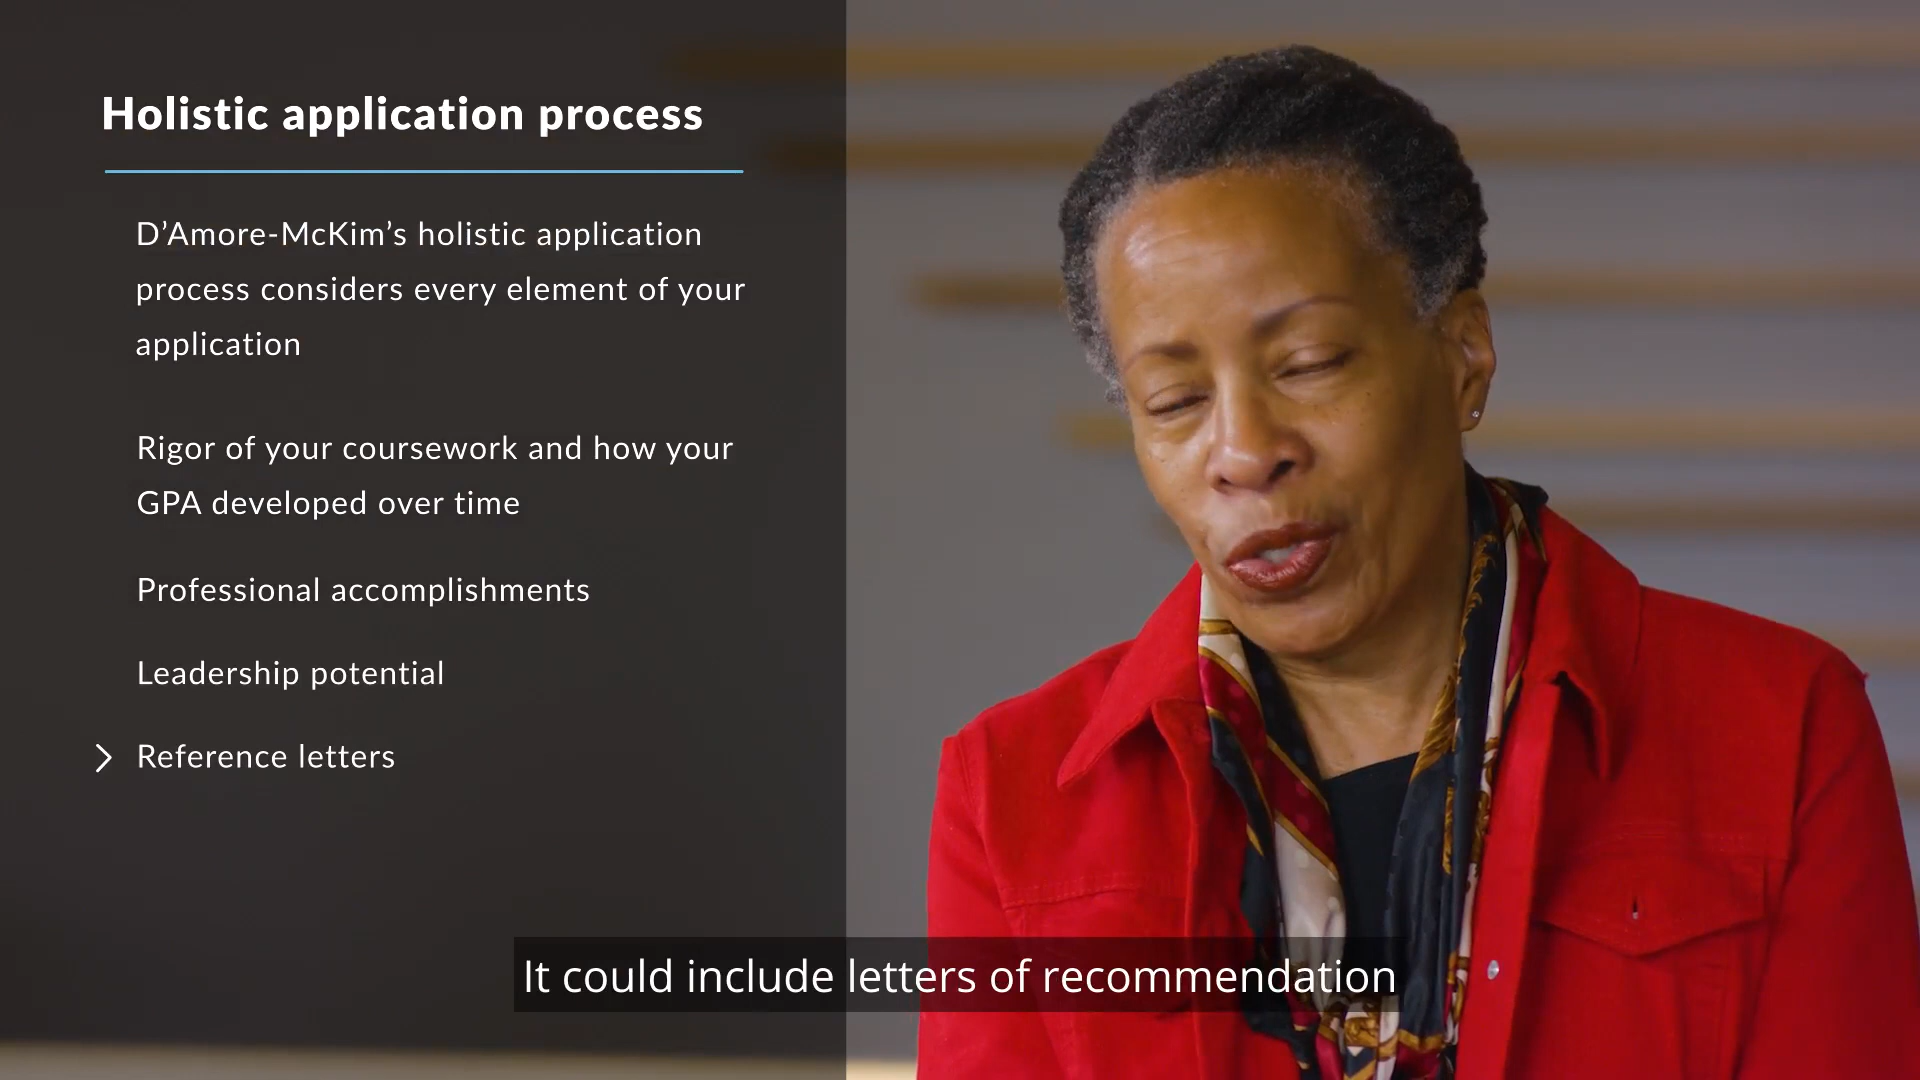 Holistic application process
D’Amore-McKim’s holistic application
process considers every element of your
application
Rigor of your coursework and how your
GPA developed over time
Professional accomplishments
Leadership potential
Reference letters
It could include letters of recommendation